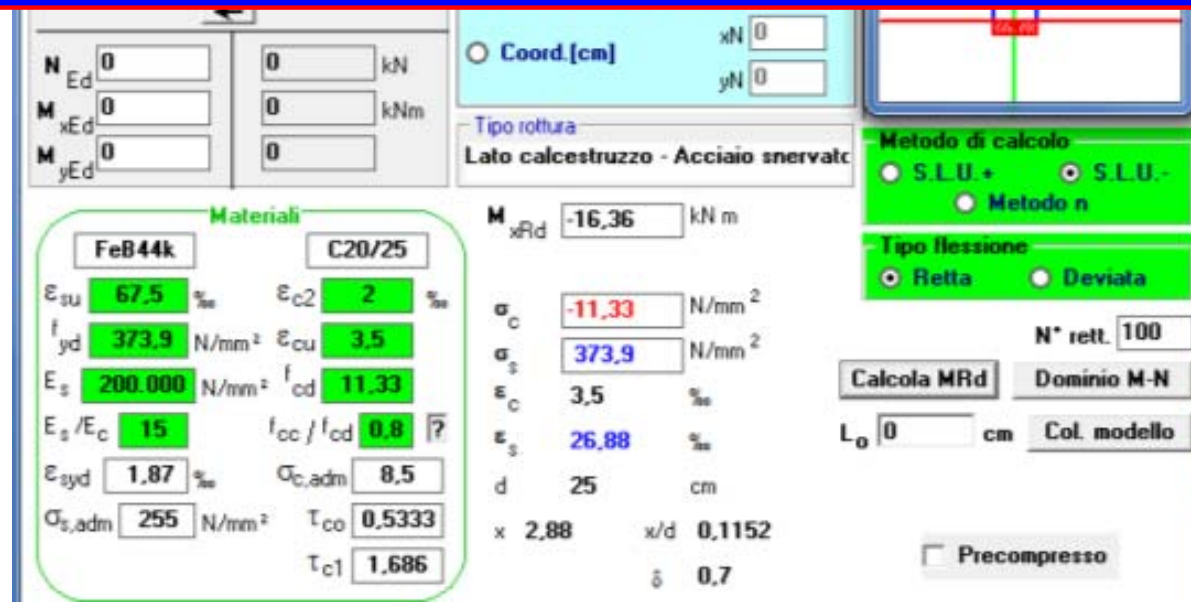 N Ed 0 0 kN
M xEd 0 0 kNm
M yEd 0 0
Coord.[cm]
xN 0
yN 0
Tipo rottura
Lato calcestruzzo - Acciaio snervatc
Metodo di calcolo
S.L.U.+ S.L.U.-
Metodo n
Tipo flessione
Retta Deviata
Materiali
FeB44k C20/25
εsu 67,5 ‰ εc2 2 ‰
fyd 373,9 N/mm² εcu 3,5
Es 200.000 N/mm² fcd 11,33
Es/Ec 15 fcc/fcd 0,8 ?
εsyd 1,87 ‰ σc,adm 8,5
σs,adm 255 N/mm² τco 0,5333
τc1 1,686
M xRd -16,36 kN m
σc -11,33 N/mm²
σs 373,9 N/mm²
εc 3,5 ‰
εs 26,88 ‰
d 25 cm
x 2,88 x/d 0,1152
δ 0,7
N° rett. 100
Calcola MRd Dominio M-N
Lo 0 cm Col. modello
Precompresso